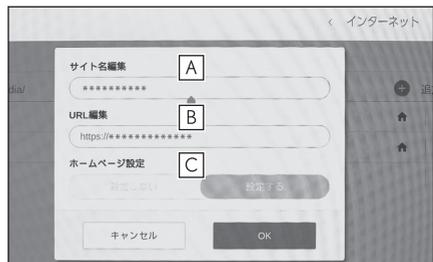 < インターネット
サイト名編集
A
**********
dia/
追
URL編集
B
https://*************
ホームページ設定
C
設定しない
設定する
キャンセル
OK